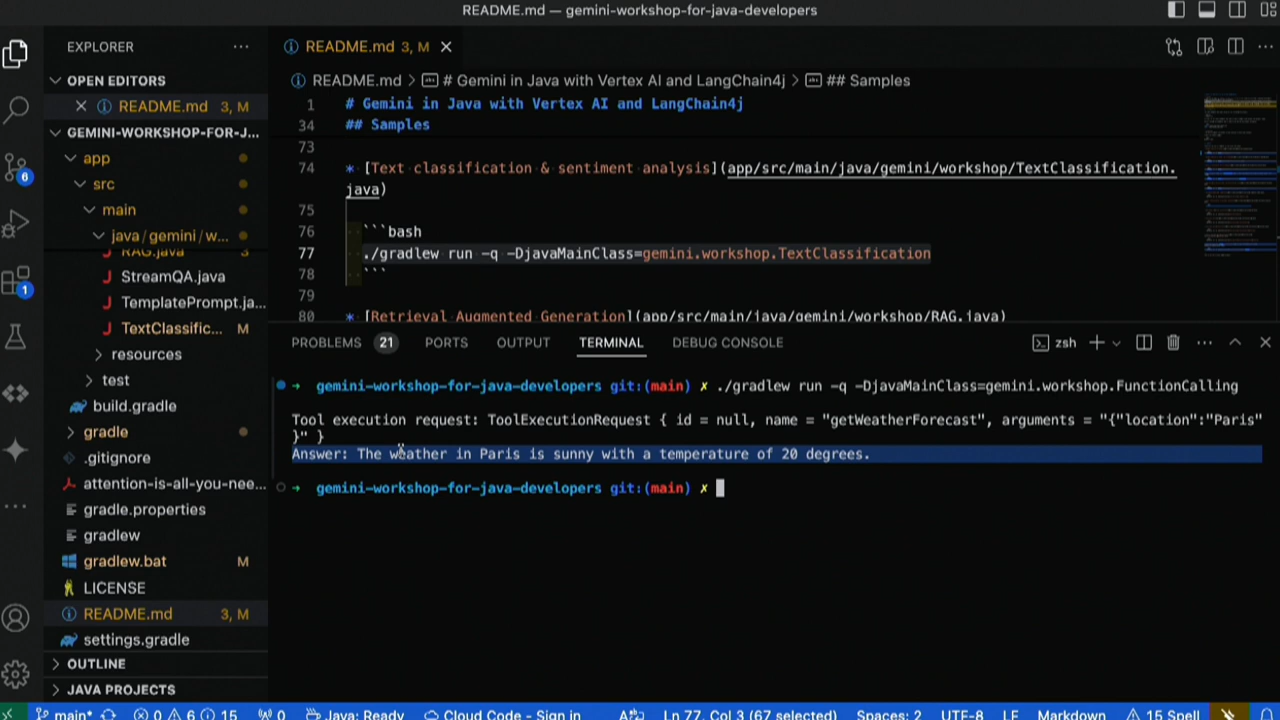 README.md — gemini-workshop-for-java-developers
EXPLORER
OPEN EDITORS
README.md 3, M
GEMINI-WORKSHOP-FOR-J...
app
src
main
java/gemini/w...
RAG.java 3
StreamQA.java
TemplatePrompt.ja...
TextClassific... M
resources
test
build.gradle
gradle
.gitignore
attention-is-all-you-nee...
gradle.properties
gradlew
gradlew.bat M
LICENSE
README.md 3, M
settings.gradle
OUTLINE
JAVA PROJECTS
6
1
README.md 3, M
README.md > # Gemini in Java with Vertex AI and LangChain4j > ## Samples
1 # Gemini in Java with Vertex AI and LangChain4j
34 ## Samples
73
74 * [Text classification & sentiment analysis](app/src/main/java/gemini/workshop/TextClassification.
java)
75
76 ```bash
77 ./gradlew run -q -DjavaMainClass=gemini.workshop.TextClassification
78 ```
79
80 * [Retrieval Augmented Generation](app/src/main/java/gemini/workshop/RAG.java)
PROBLEMS 21 PORTS OUTPUT TERMINAL DEBUG CONSOLE zsh
➜ gemini-workshop-for-java-developers git:(main) ✗ ./gradlew run -q -DjavaMainClass=gemini.workshop.FunctionCalling
Tool execution request: ToolExecutionRequest { id = null, name = "getWeatherForecast", arguments = "{"location":"Paris"
}" }
Answer: The weather in Paris is sunny with a temperature of 20 degrees.
➜ gemini-workshop-for-java-developers git:(main) ✗
main* 0 6 15 0 Java: Ready Cloud Code - Sign in Ln 77, Col 3 (67 selected) Spaces: 2 UTF-8 LF Markdown 15 Spell